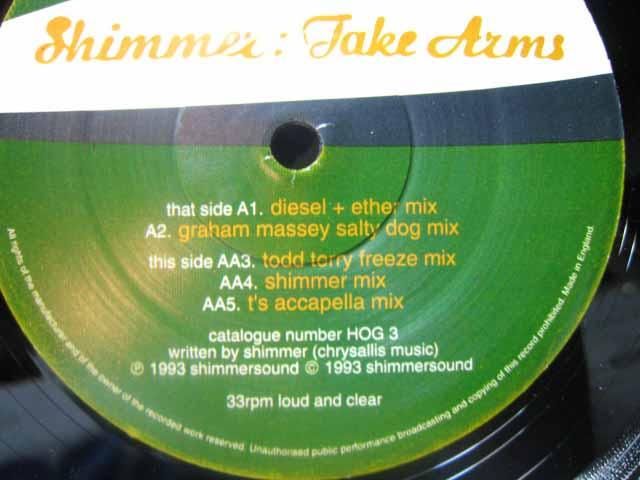 Shimmer: Take Arms
that side A1. diesel + ether mix
A2. graham massey salty dog mix
this side AA3. todd torry freeze mix
AA4. shimmer mix
AA5. t's accapella mix
catalogue number HOG 3
written by shimmer (chrysallis music)
℗ 1993 shimmersound © 1993 shimmersound
33rpm loud and clear
All rights of the manufacturer and of the owner of the recorded work reserved. Unauthorised public performance broadcasting and copying of this record prohibited. Made in England.